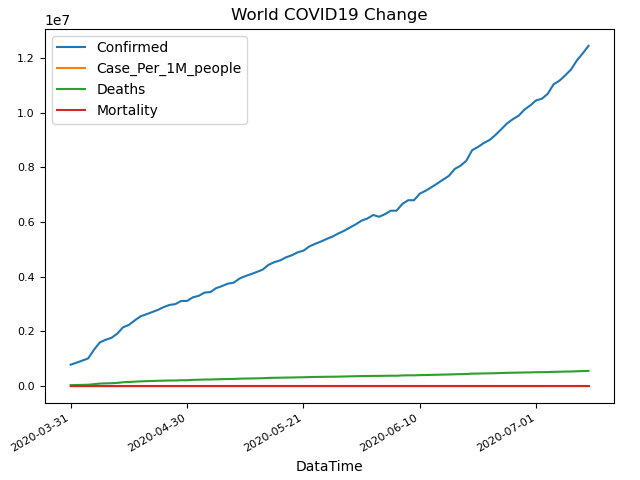 World COVID19 Change
1e7
Confirmed
Case_Per_1M_people
Deaths
Mortality
1.2
1.0
0.8
0.6
0.4
0.2
0.0
2020-03-31
2020-04-30
2020-05-21
2020-06-10
2020-07-01
DataTime